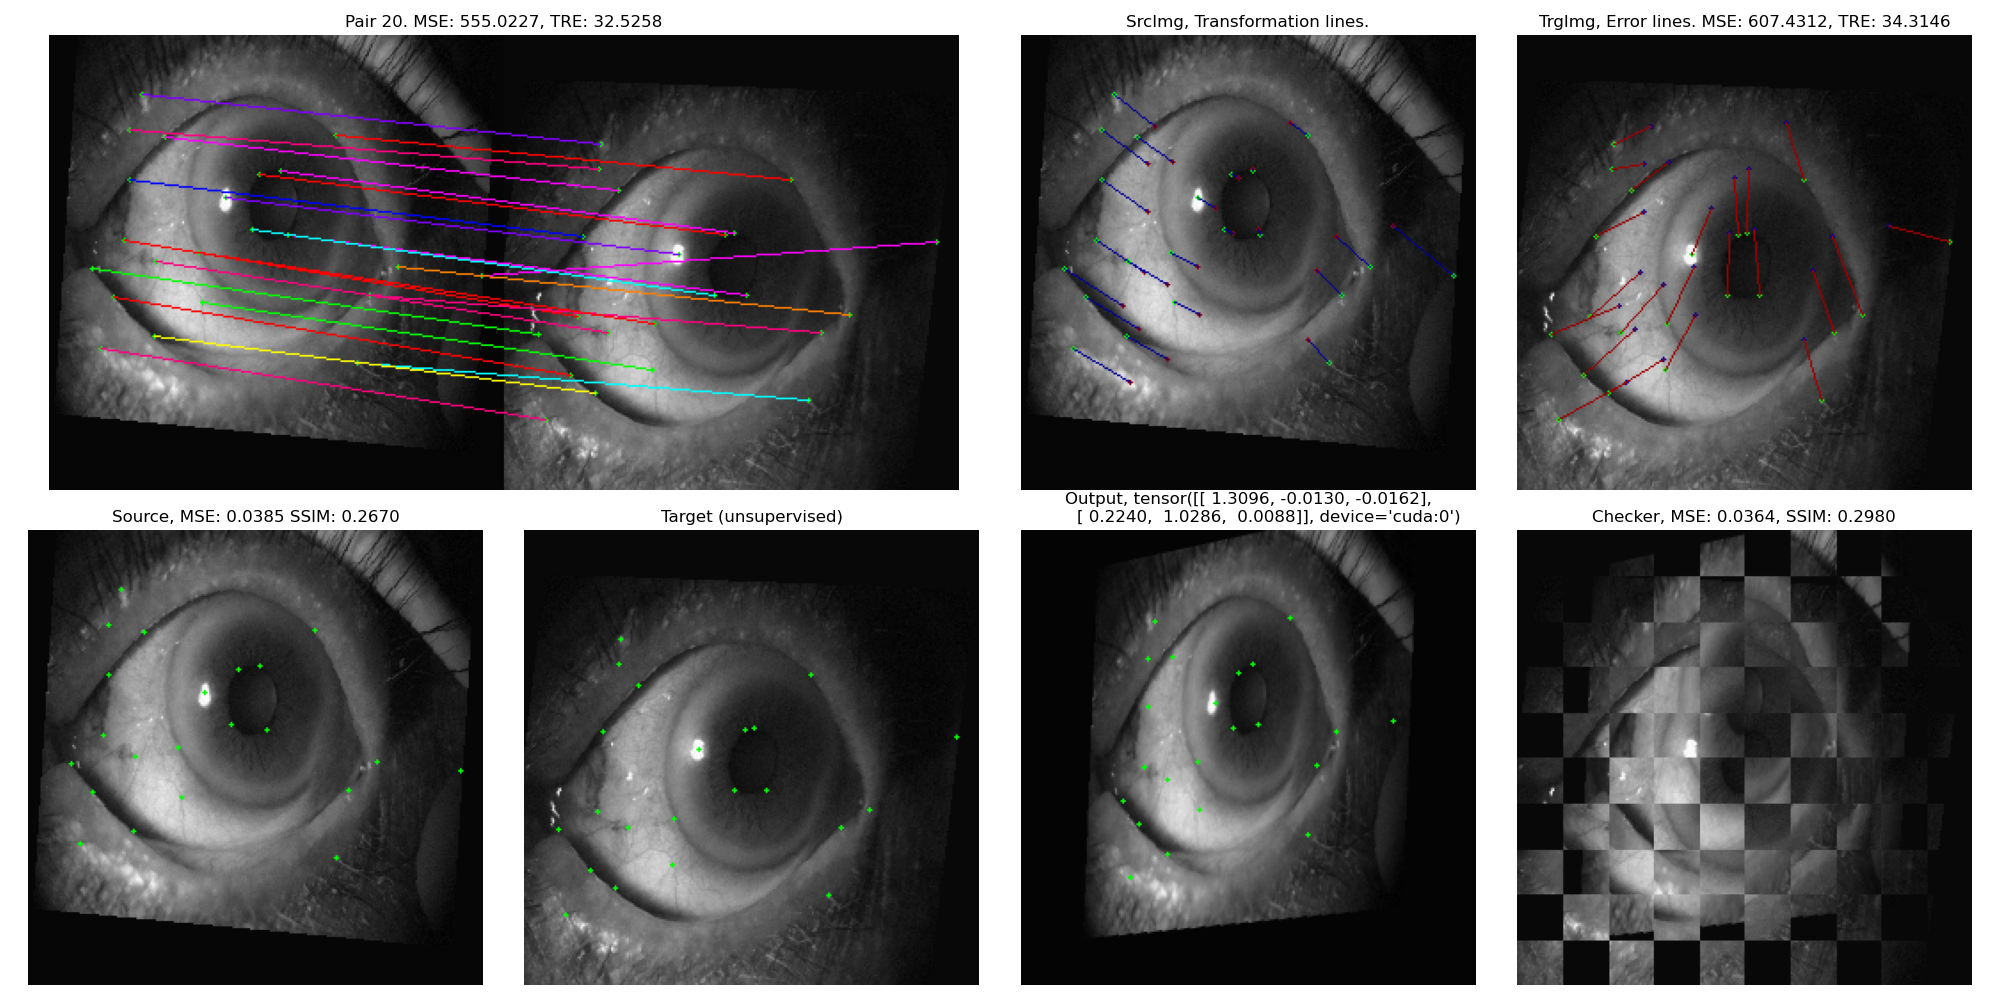 Pair 20. MSE: 555.0227, TRE: 32.5258
SrcImg, Transformation lines.
TrgImg, Error lines. MSE: 607.4312, TRE: 34.3146
Source, MSE: 0.0385 SSIM: 0.2670
Target (unsupervised)
Output, tensor([[ 1.3096, -0.0130, -0.0162],
[ 0.2240, 1.0286, 0.0088]], device='cuda:0')
Checker, MSE: 0.0364, SSIM: 0.2980